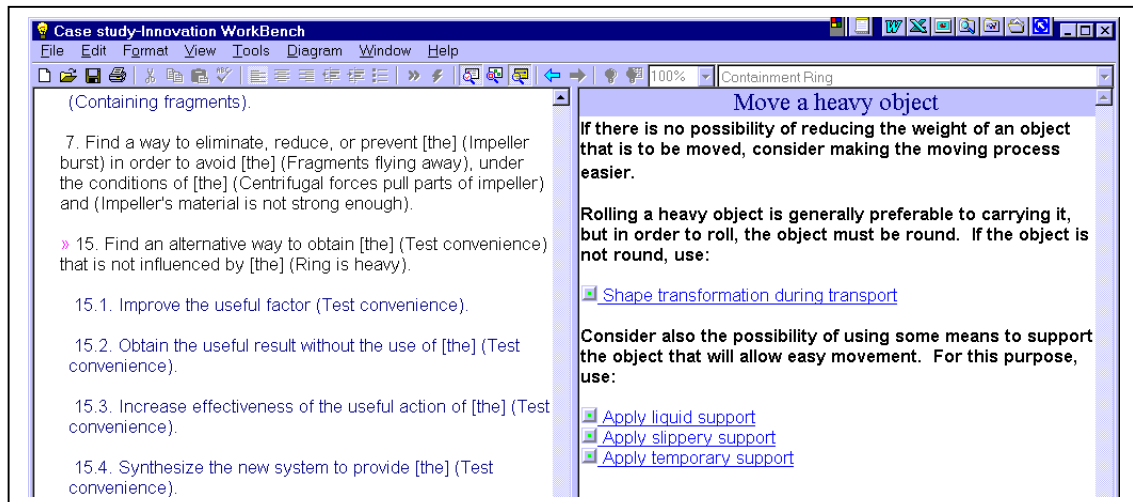 Case study-Innovation WorkBench
File Edit Format View Tools Diagram Window Help
100% Containment Ring
(Containing fragments).
7. Find a way to eliminate, reduce, or prevent [the] (Impeller
burst) in order to avoid [the] (Fragments flying away), under
the conditions of [the] (Centrifugal forces pull parts of impeller)
and (Impeller's material is not strong enough).
» 15. Find an alternative way to obtain [the] (Test convenience)
that is not influenced by [the] (Ring is heavy).
15.1. Improve the useful factor (Test convenience).
15.2. Obtain the useful result without the use of [the] (Test
convenience).
15.3. Increase effectiveness of the useful action of [the] (Test
convenience).
15.4. Synthesize the new system to provide [the] (Test
convenience).
Move a heavy object
If there is no possibility of reducing the weight of an object
that is to be moved, consider making the moving process
easier.
Rolling a heavy object is generally preferable to carrying it,
but in order to roll, the object must be round. If the object is
not round, use:
Shape transformation during transport
Consider also the possibility of using some means to support
the object that will allow easy movement. For this purpose,
use:
Apply liquid support
Apply slippery support
Apply temporary support